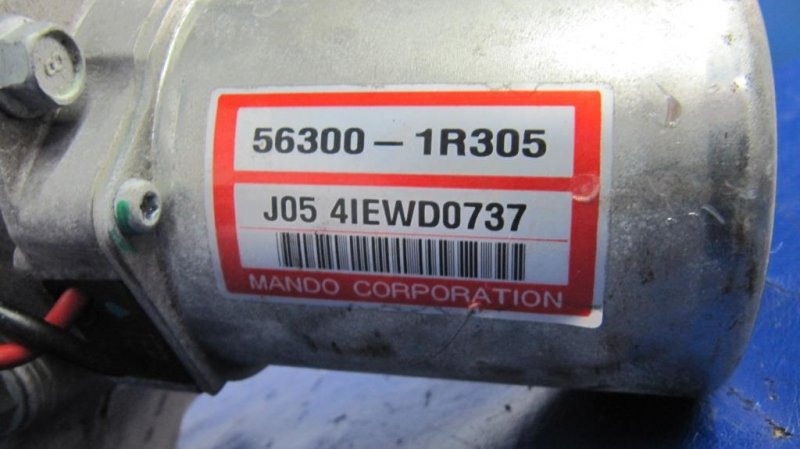 56300 – 1R305
J05 4IEWD0737
MANDO CORPORATION